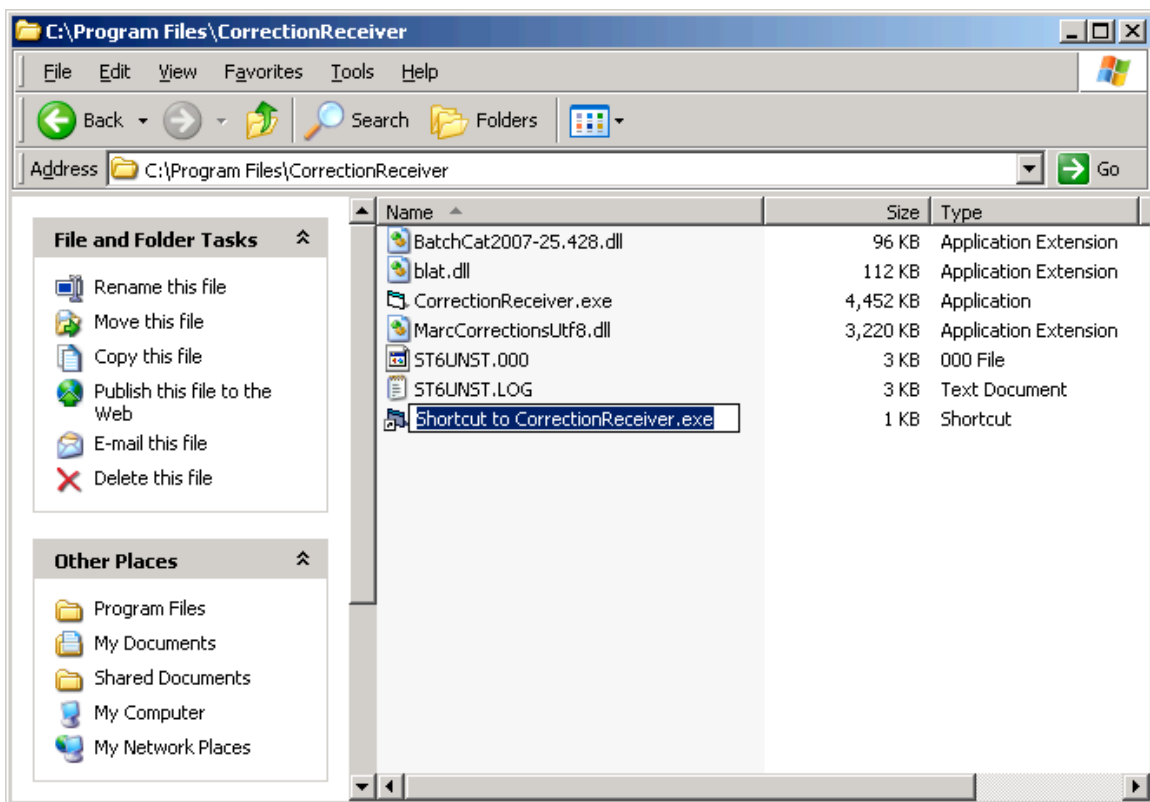 C:\Program Files\CorrectionReceiver
File Edit View Favorites Tools Help
Back Search Folders
Address C:\Program Files\CorrectionReceiver Go
File and Folder Tasks
Rename this file
Move this file
Copy this file
Publish this file to the
Web
E-mail this file
Delete this file
Other Places
Program Files
My Documents
Shared Documents
My Computer
My Network Places
Name Size Type
BatchCat2007-25.428.dll 96 KB Application Extension
blat.dll 112 KB Application Extension
CorrectionReceiver.exe 4,452 KB Application
MarcCorrectionsUtf8.dll 3,220 KB Application Extension
ST6UNST.000 3 KB 000 File
ST6UNST.LOG 3 KB Text Document
Shortcut to CorrectionReceiver.exe 1 KB Shortcut